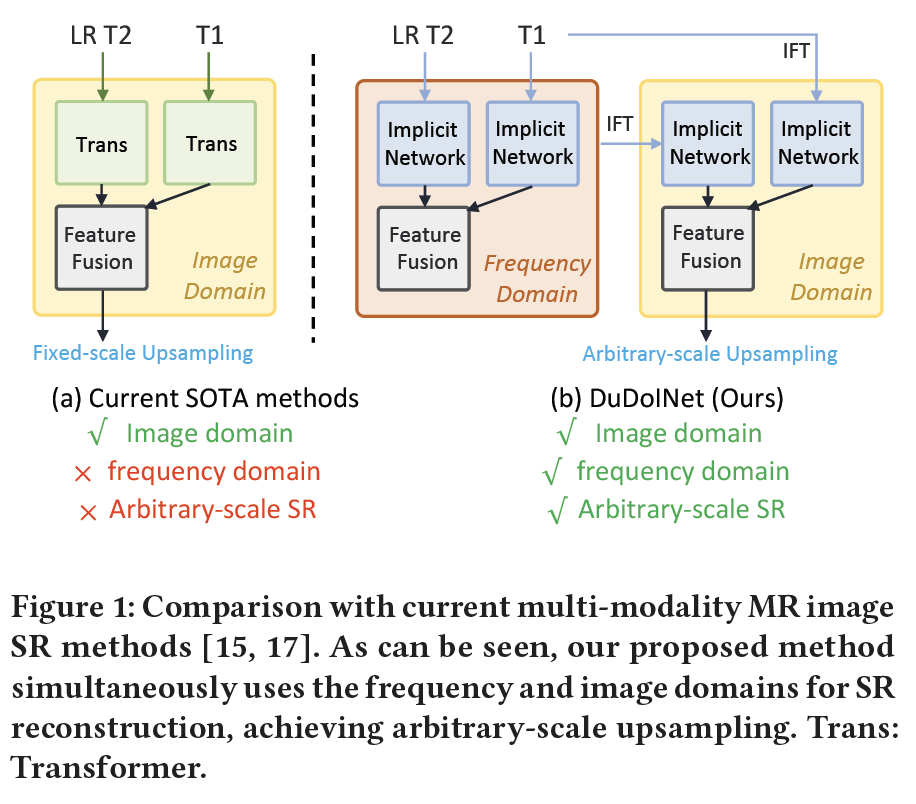 LR T2
T1
Trans
Trans
Feature
Fusion
Image
Domain
Fixed-scale Upsampling
(a) Current SOTA methods
√ Image domain
× frequency domain
× Arbitrary-scale SR
LR T2
T1
IFT
Implicit
Network
Implicit
Network
IFT
Implicit
Network
Implicit
Network
Feature
Fusion
Frequency
Domain
Feature
Fusion
Image
Domain
Arbitrary-scale Upsampling
(b) DuDoINet (Ours)
√ Image domain
√ frequency domain
√ Arbitrary-scale SR
Figure 1: Comparison with current multi-modality MR image
SR methods [15, 17]. As can be seen, our proposed method
simultaneously uses the frequency and image domains for SR
reconstruction, achieving arbitrary-scale upsampling. Trans:
Transformer.